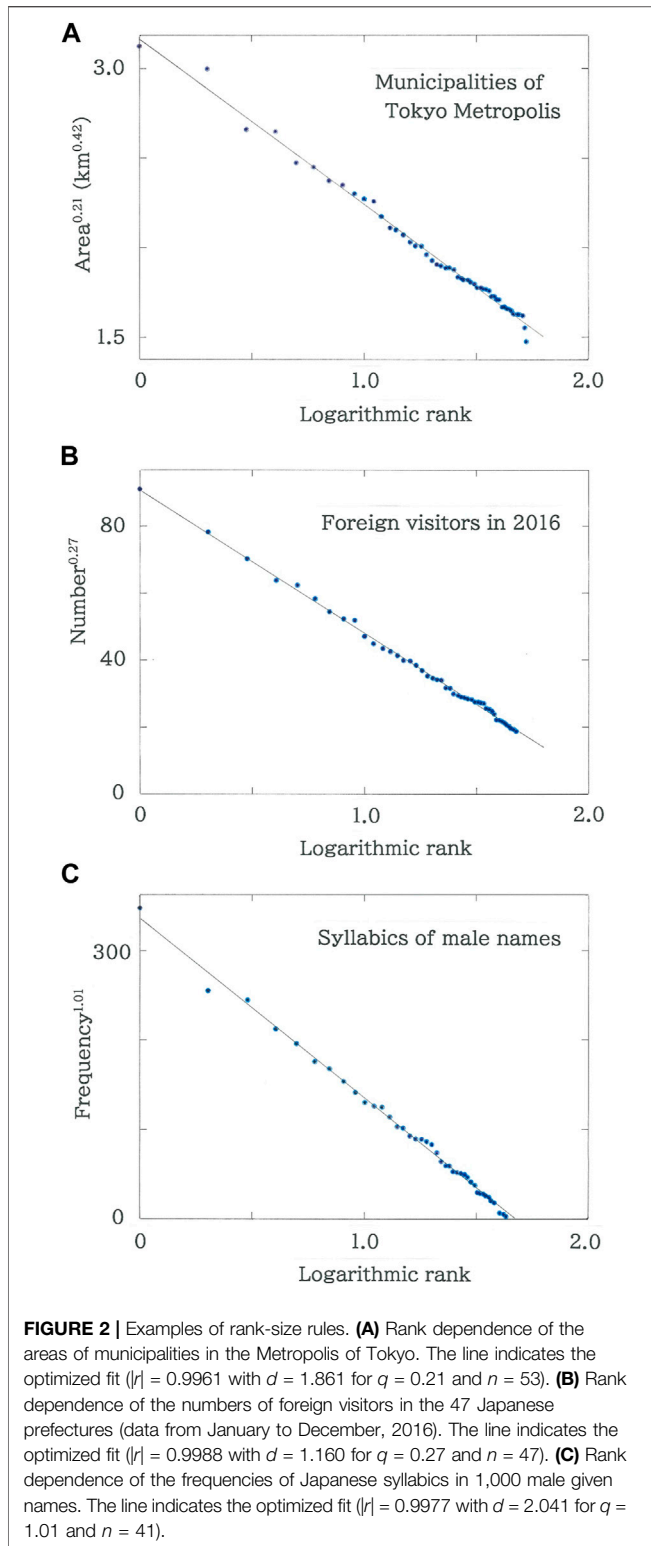 A
3.0
Municipalities of
Tokyo Metropolis
Area^0.21 (km^0.42)
1.5
0 1.0 2.0
Logarithmic rank
B
80
Foreign visitors in 2016
Number^0.27
40
0
0 1.0 2.0
Logarithmic rank
C
300
Syllabics of male names
Frequency^1.01
0
0 1.0 2.0
Logarithmic rank
FIGURE 2 | Examples of rank-size rules. (A) Rank dependence of the
areas of municipalities in the Metropolis of Tokyo. The line indicates the
optimized fit (|r| = 0.9961 with d = 1.861 for q = 0.21 and n = 53). (B) Rank
dependence of the numbers of foreign visitors in the 47 Japanese
prefectures (data from January to December, 2016). The line indicates the
optimized fit (|r| = 0.9988 with d = 1.160 for q = 0.27 and n = 47). (C) Rank
dependence of the frequencies of Japanese syllabics in 1,000 male given
names. The line indicates the optimized fit (|r| = 0.9977 with d = 2.041 for q =
1.01 and n = 41).